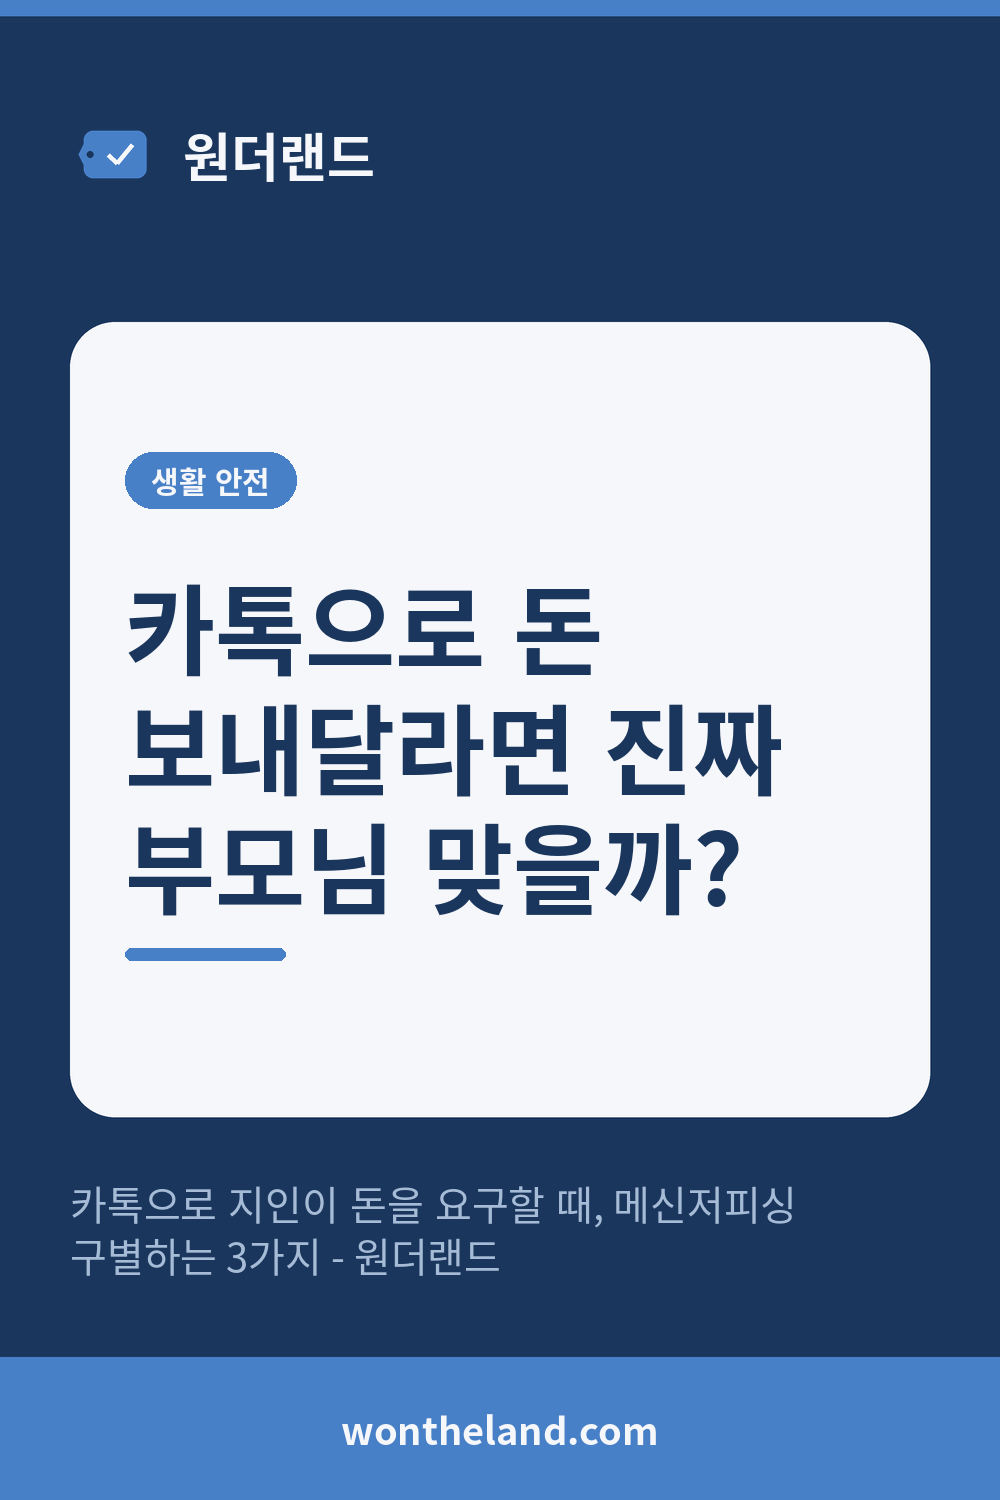 원더랜드
생활 안전
카톡으로 돈
보내달라면 진짜
부모님 맞을까?
카톡으로 지인이 돈을 요구할 때, 메신저피싱
구별하는 3가지 - 원더랜드
wontheland.com